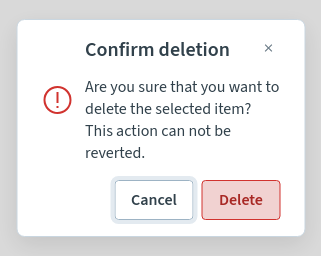 Confirm deletion
Are you sure that you want to
delete the selected item?
This action can not be
reverted.
Cancel
Delete